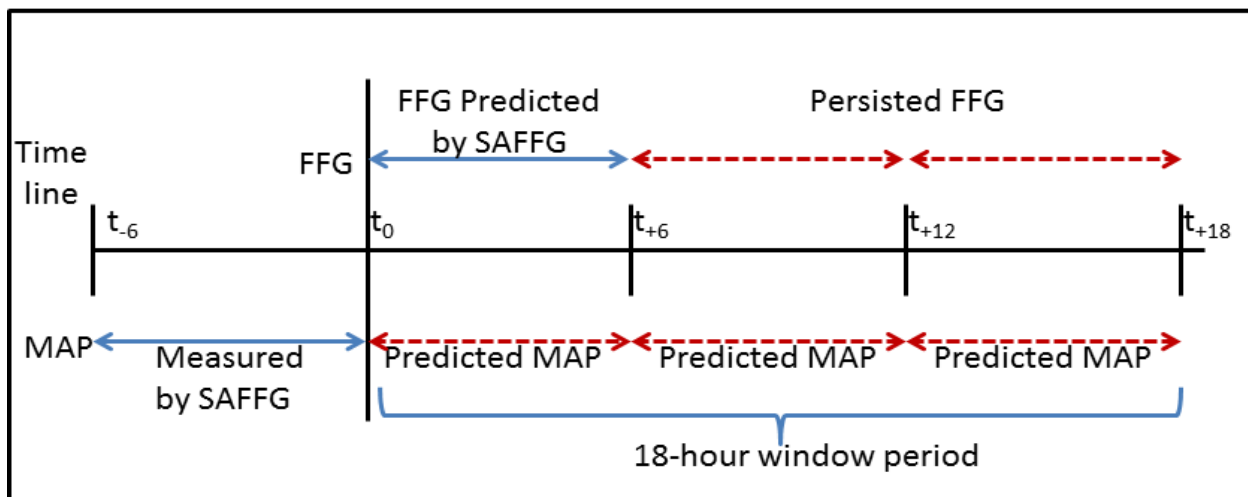 FFG Predicted
by SAFFG
Persisted FFG
Time
line
FFG
t-6
t0
t+6
t+12
t+18
MAP
Measured
by SAFFG
Predicted MAP
Predicted MAP
Predicted MAP
18-hour window period